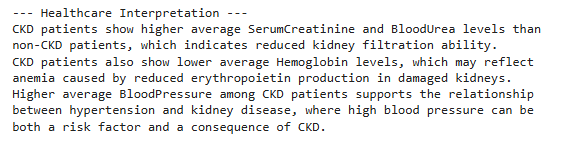 --- Healthcare Interpretation ---
CKD patients show higher average SerumCreatinine and BloodUrea levels than
non-CKD patients, which indicates reduced kidney filtration ability.
CKD patients also show lower average Hemoglobin levels, which may reflect
anemia caused by reduced erythropoietin production in damaged kidneys.
Higher average BloodPressure among CKD patients supports the relationship
between hypertension and kidney disease, where high blood pressure can be
both a risk factor and a consequence of CKD.